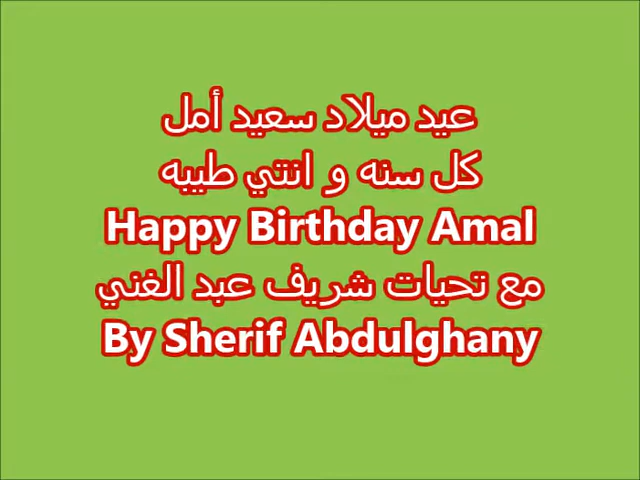 عيد ميلاد سعيد أمل
كل سنه و انتي طيبه
Happy Birthday Amal
مع تحيات شريف عبد الغني
By Sherif Abdulghany